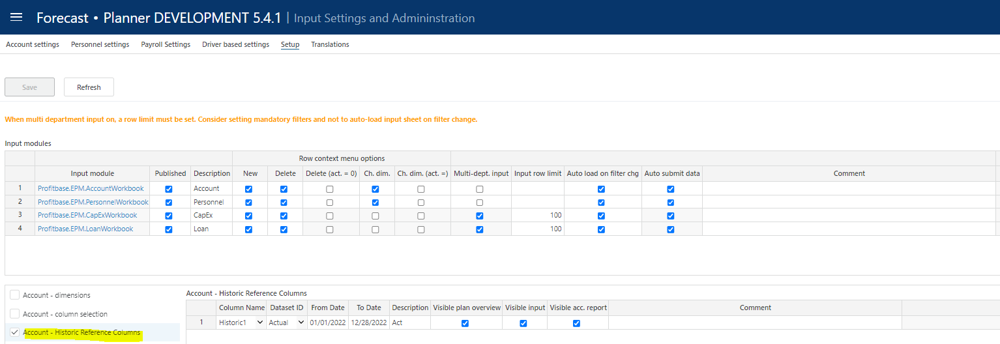 Forecast • Planner DEVELOPMENT 5.4.1 | Input Settings and Admininstration
Account settings Personnel settings Payroll Settings Driver based settings Setup Translations
Save Refresh
When multi department input on, a row limit must be set. Consider setting mandatory filters and not to auto-load input sheet on filter change.
Input modules
Row context menu options
Input module Published Description New Delete Delete (act. = 0) Ch. dim. Ch. dim. (act. =) Multi-dept. input Input row limit Auto load on filter chg Auto submit data Comment
1 Profitbase.EPM.AccountWorkbook Account
2 Profitbase.EPM.PersonnelWorkbook Personnel
3 Profitbase.EPM.CapExWorkbook CapEx 100
4 Profitbase.EPM.LoanWorkbook Loan 100
Account - dimensions
Account - column selection
Account - Historic Reference Columns
Account - Historic Reference Columns
Column Name Dataset ID From Date To Date Description Visible plan overview Visible input Visible acc. report Comment
1 Historic1 Actual 01/01/2022 12/28/2022 Act